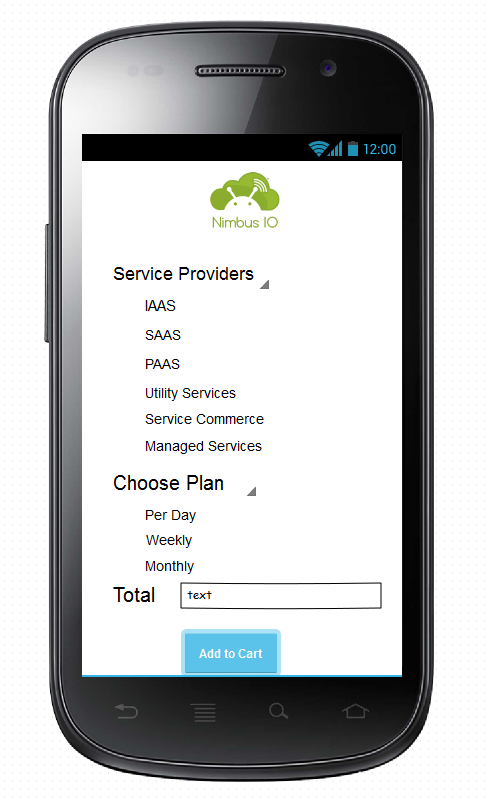 12:00
Nimbus IO
Service Providers
IAAS
SAAS
PAAS
Utility Services
Service Commerce
Managed Services
Choose Plan
Per Day
Weekly
Monthly
Total text
Add to Cart